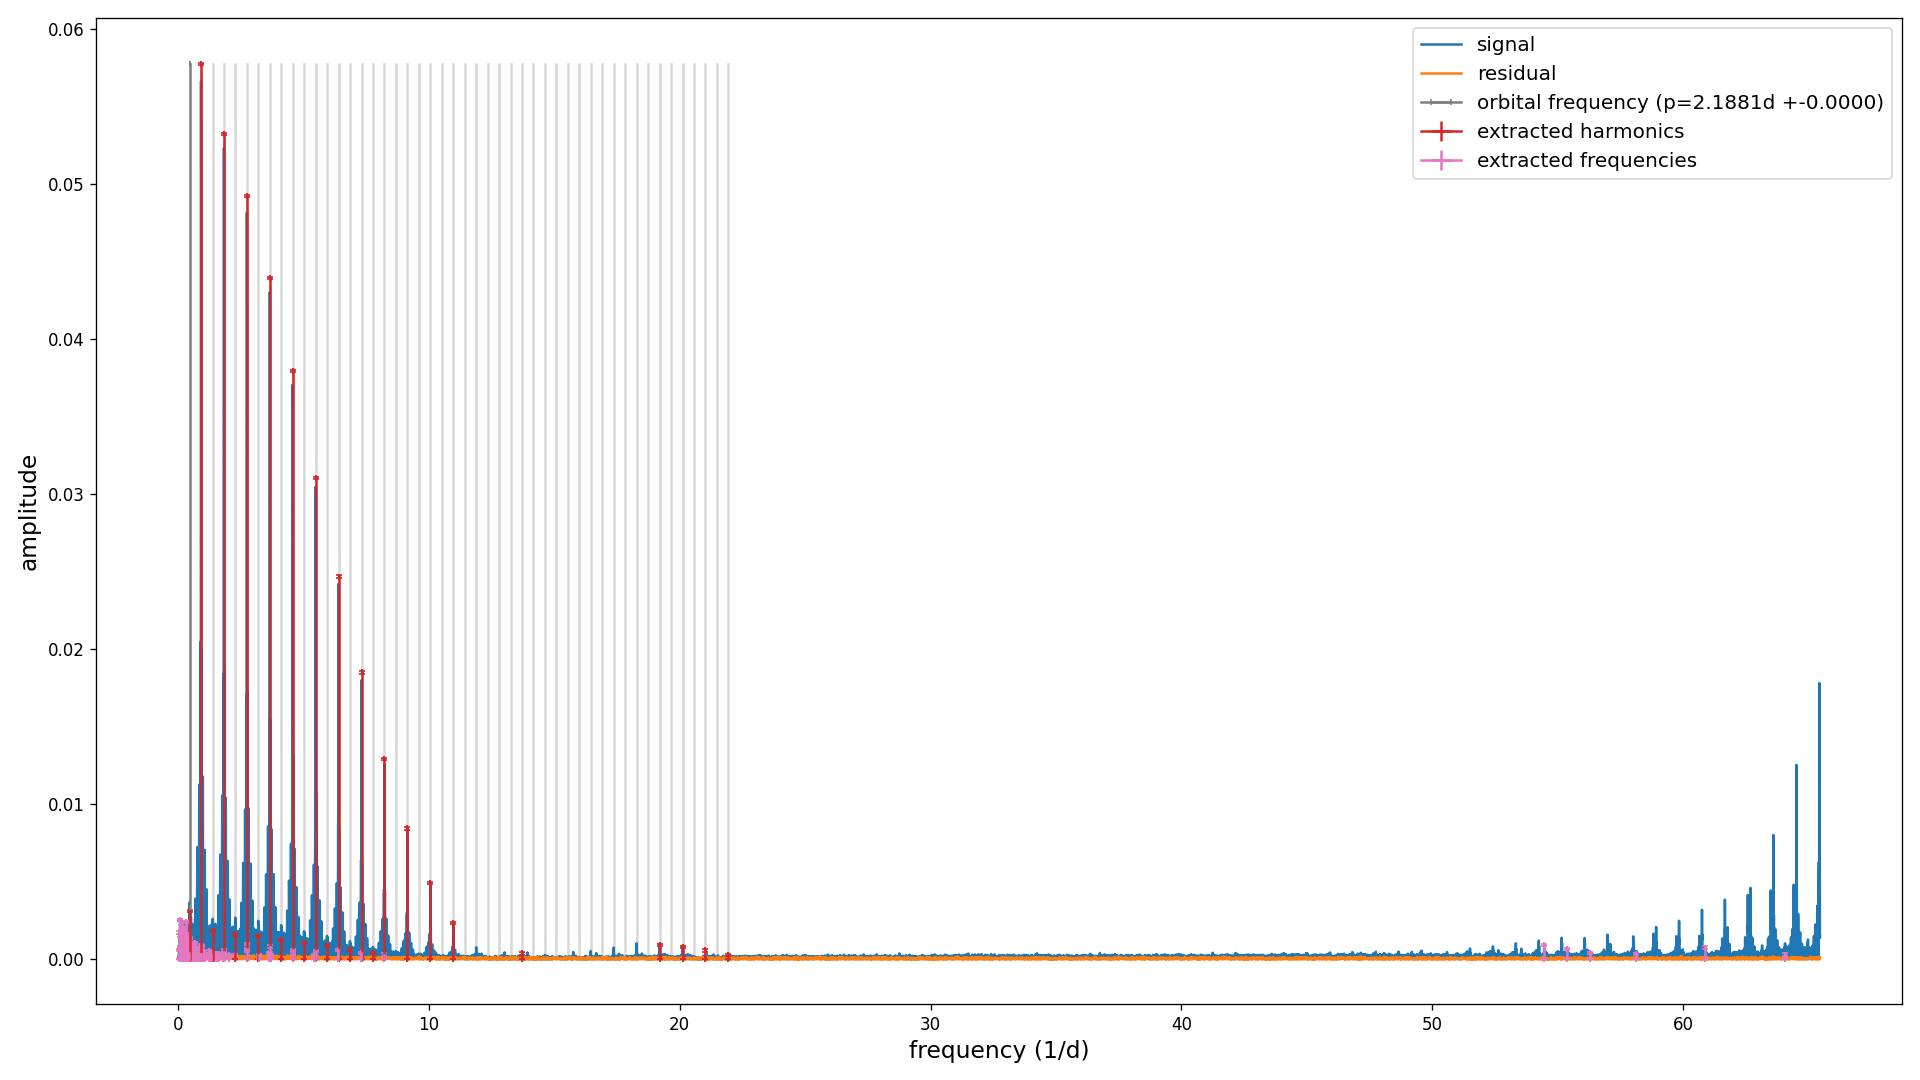 0.06
0.05
0.04
0.03
0.02
0.01
0.00
amplitude
0 10 20 30 40 50 60
frequency (1/d)
signal
residual
orbital frequency (p=2.1881d +-0.0000)
extracted harmonics
extracted frequencies